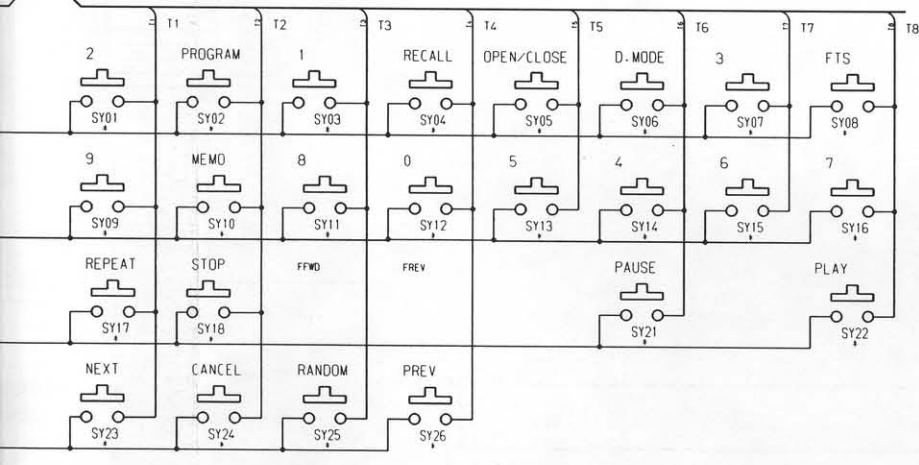 T1 T2 T3 T4 T5 T6 T7 T8
2 PROGRAM 1 RECALL OPEN/CLOSE D.MODE 3 FTS
SY01 SY02 SY03 SY04 SY05 SY06 SY07 SY08
9 MEMO 8 0 5 4 6 7
SY09 SY10 SY11 SY12 SY13 SY14 SY15 SY16
REPEAT STOP FFWD FREV PAUSE PLAY
SY17 SY18 SY21 SY22
NEXT CANCEL RANDOM PREV
SY23 SY24 SY25 SY26